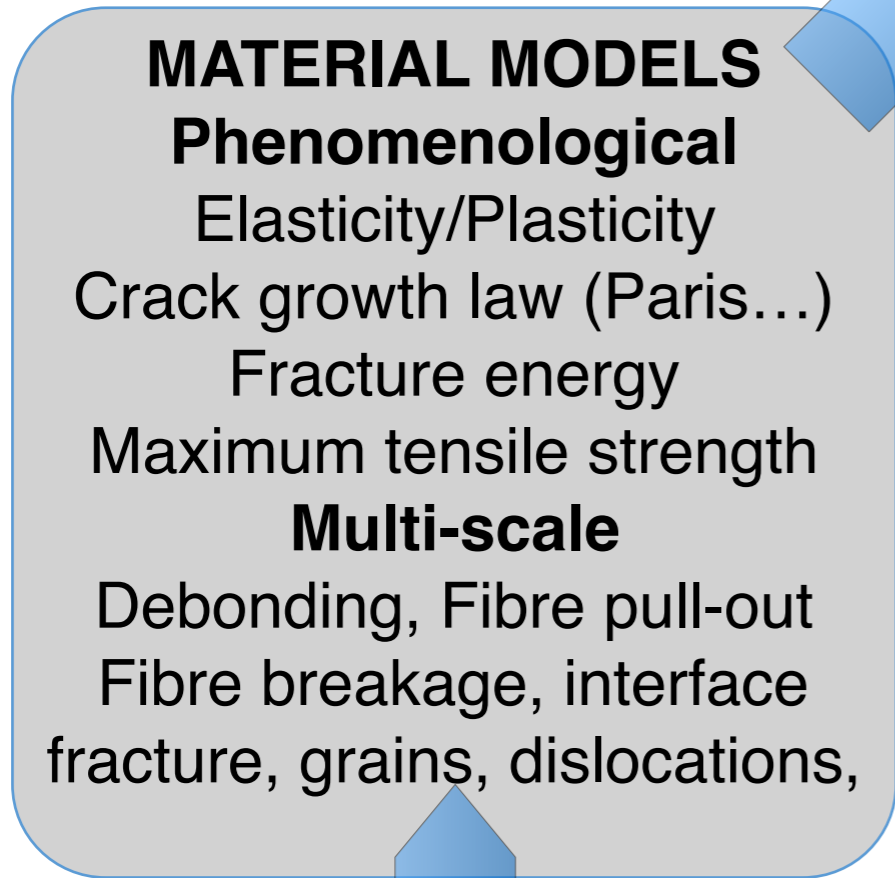 MATERIAL MODELS
Phenomenological
Elasticity/Plasticity
Crack growth law (Paris…)
Fracture energy
Maximum tensile strength
Multi-scale
Debonding, Fibre pull-out
Fibre breakage, interface
fracture, grains, dislocations,